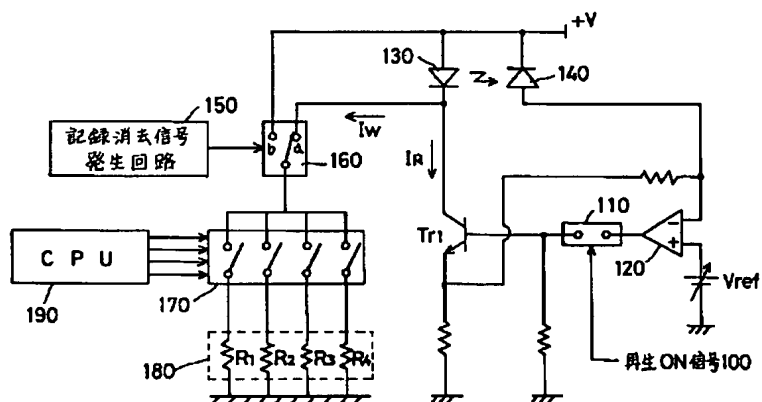 +V
130
140
150
記録消去信号
発生回路
b
a
160
IW
IR
110
−
+
120
Tr1
Vref
CPU
190
170
180
R1
R2
R3
R4
再生ON信号100